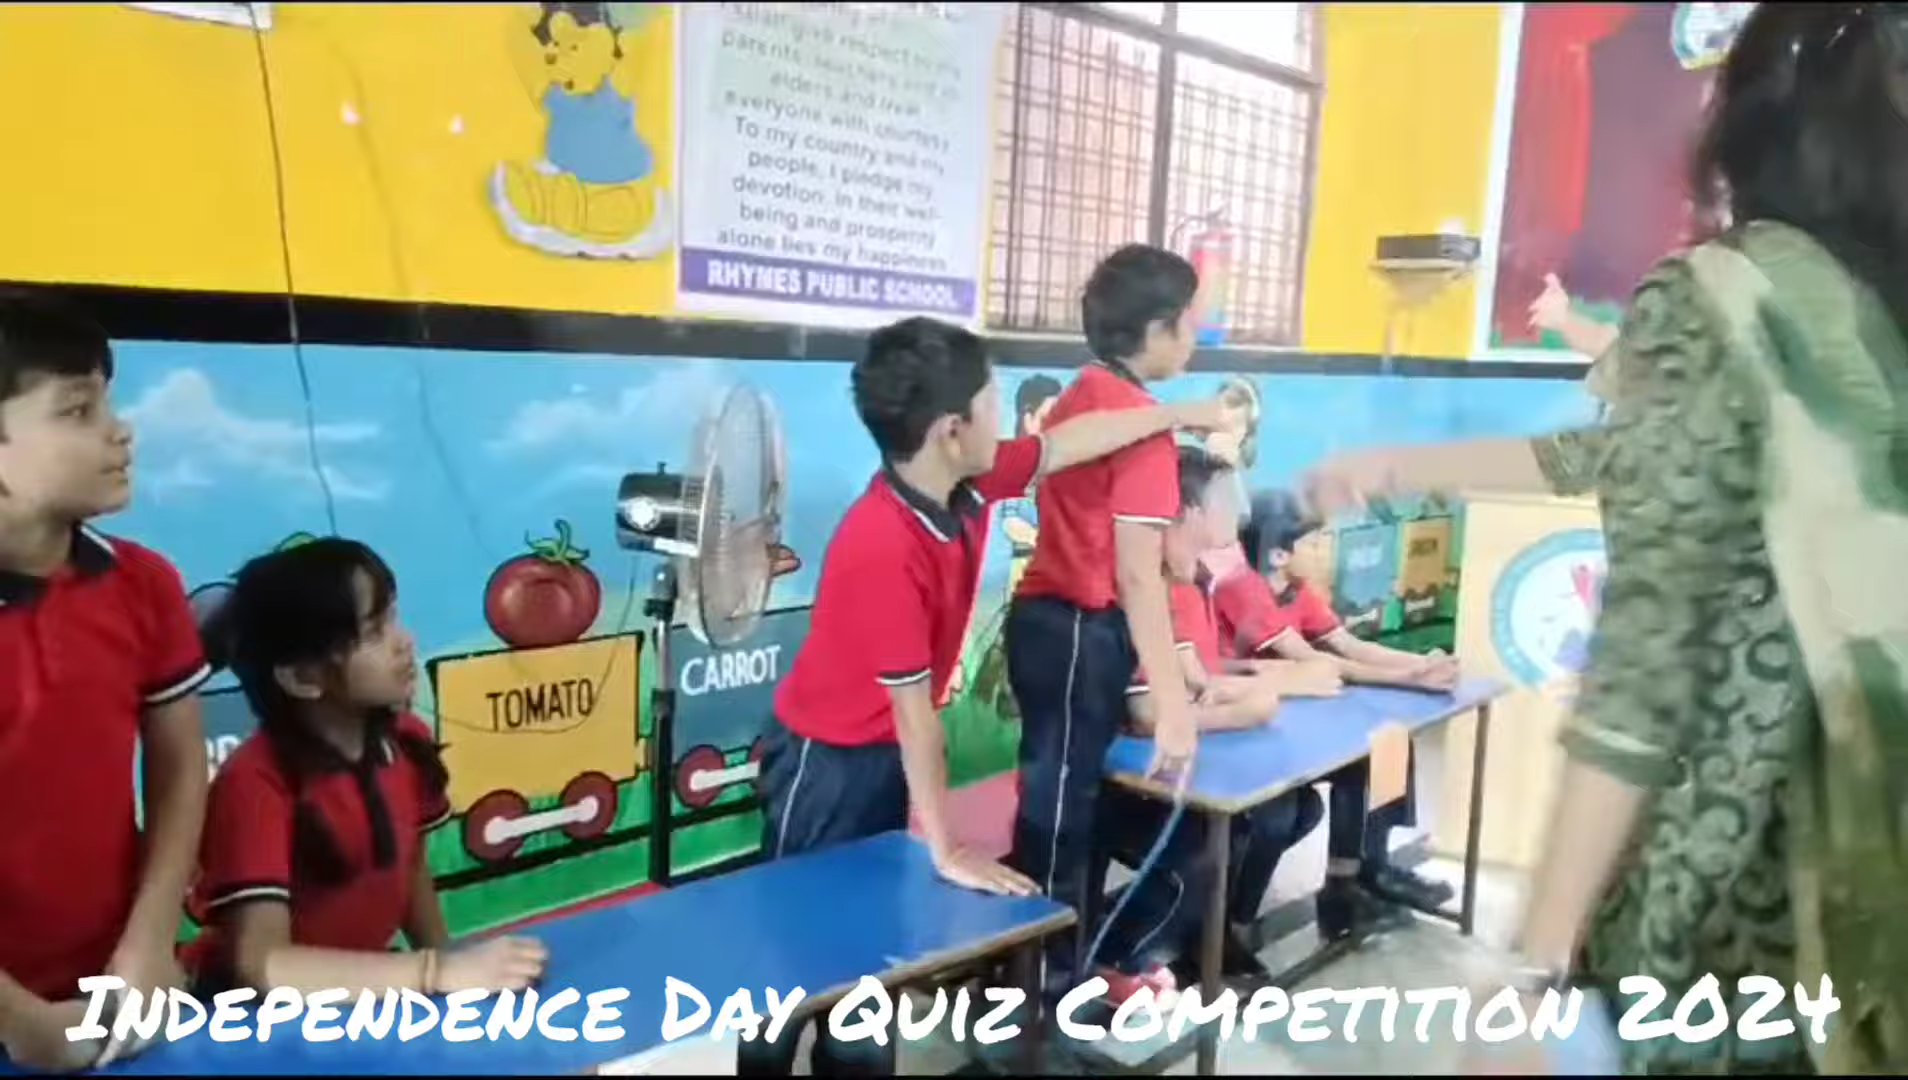 respect to my
parents, teachers and
elders and treat
everyone with courtesy
To my country and my
people, I pledge my
devotion. In their well-
being and prosperity
alone lies my happiness
RHYMES PUBLIC SCHOOL
TOMATO
CARROT
INDEPENDENCE DAY QUIZ COMPETITION 2024